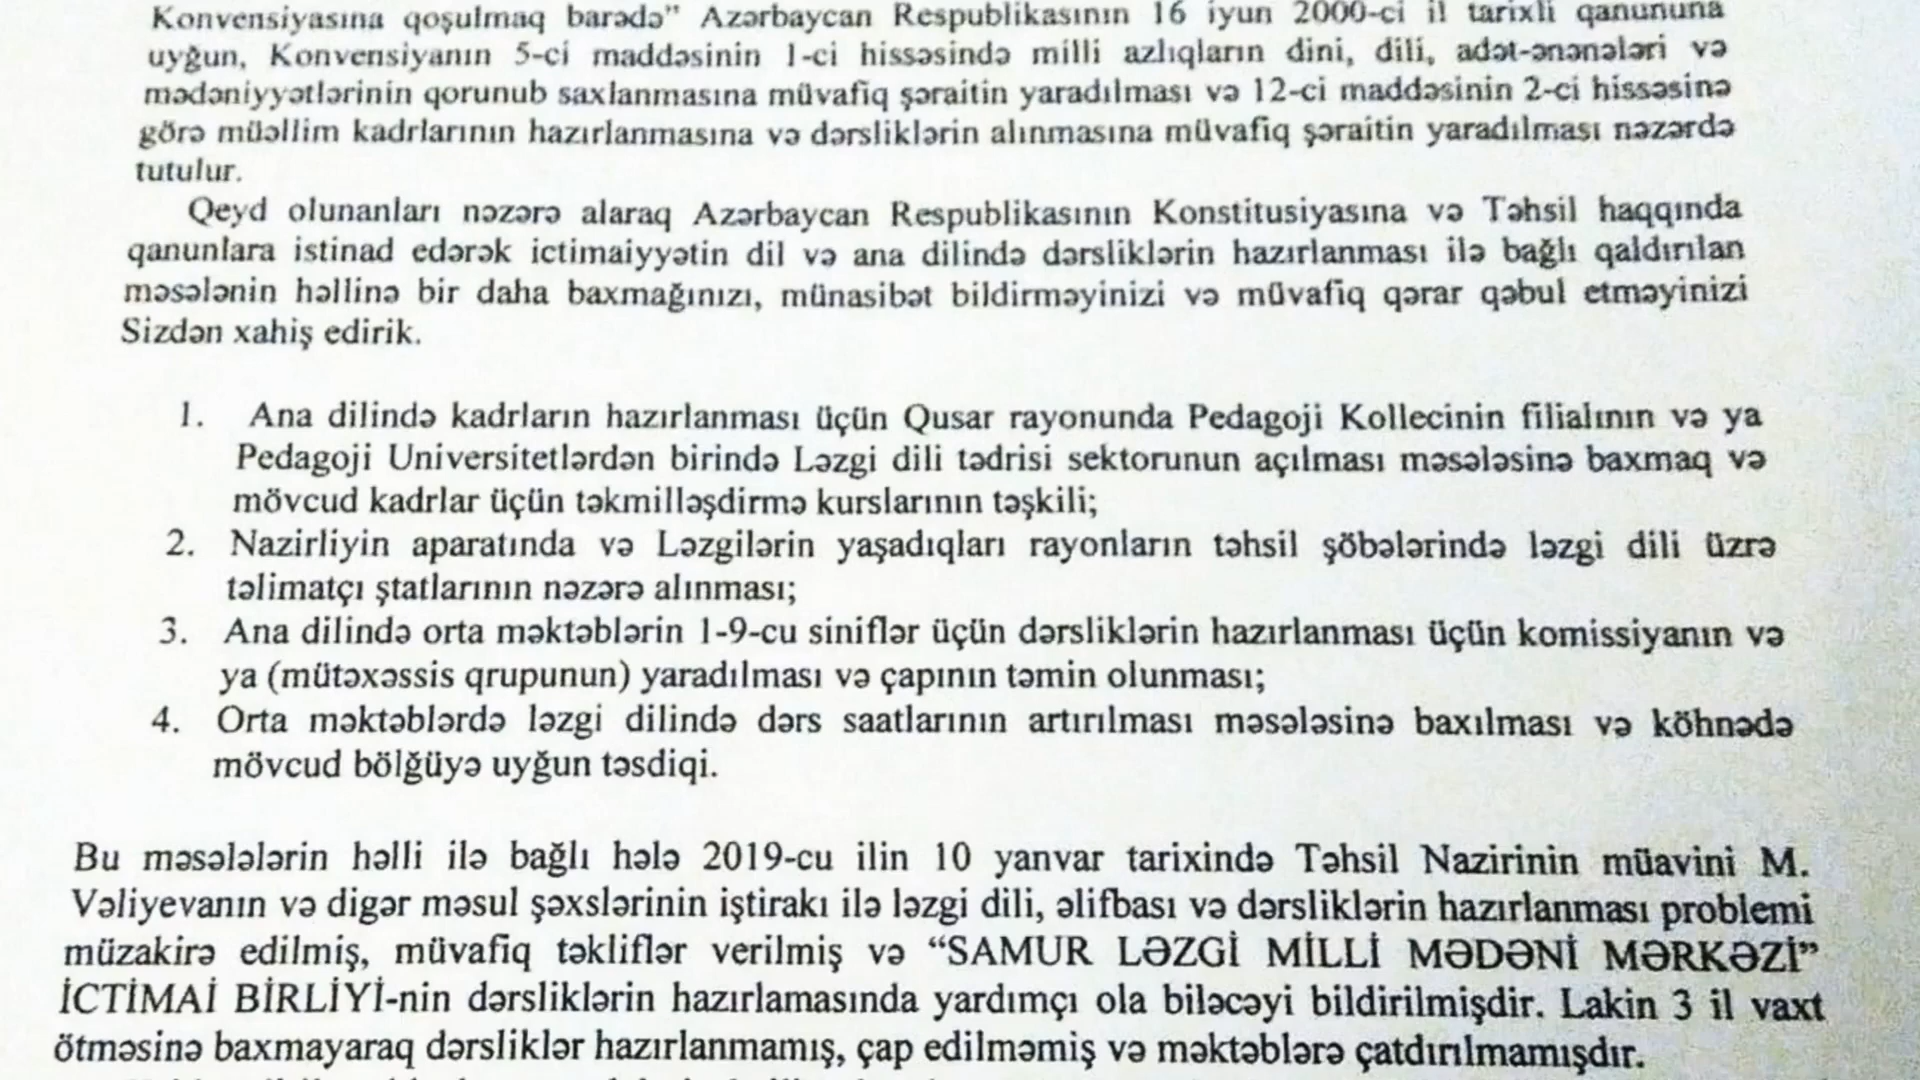 Konvensiyasına qoşulmaq barədə” Azərbaycan Respublikasının 16 iyun 2000-ci il tarixli qanununa
uyğun, Konvensiyanın 5-ci maddəsinin 1-ci hissəsində milli azlıqların dini, dili, adət-ənənələri və
mədəniyyətlərinin qorunub saxlanmasına müvafiq şəraitin yaradılması və 12-ci maddəsinin 2-ci hissəsinə
görə müəllim kadrlarının hazırlanmasına və dərsliklərin alınmasına müvafiq şəraitin yaradılması nəzərdə
tutulur.
Qeyd olunanları nəzərə alaraq Azərbaycan Respublikasının Konstitusiyasına və Təhsil haqqında
qanunlara istinad edərək ictimaiyyətin dil və ana dilində dərsliklərin hazırlanması ilə bağlı qaldırılan
məsələnin həllinə bir daha baxmağınızı, münasibət bildirməyinizi və müvafiq qərar qəbul etməyinizi
Sizdən xahiş edirik.
1. Ana dilində kadrların hazırlanması üçün Qusar rayonunda Pedagoji Kollecinin filialının və ya
Pedagoji Universitetlərdən birində Ləzgi dili tədrisi sektorunun açılması məsələsinə baxmaq və
mövcud kadrlar üçün təkmilləşdirmə kurslarının təşkili;
2. Nazirliyin aparatında və Ləzgilərin yaşadıqları rayonların təhsil şöbələrində ləzgi dili üzrə
təlimatçı ştatlarının nəzərə alınması;
3. Ana dilində orta məktəblərin 1-9-cu siniflər üçün dərsliklərin hazırlanması üçün komissiyanın və
ya (mütəxəssis qrupunun) yaradılması və çapının təmin olunması;
4. Orta məktəblərdə ləzgi dilində dərs saatlarının artırılması məsələsinə baxılması və köhnədə
mövcud bölğüyə uyğun təsdiqi.
Bu məsələlərin həlli ilə bağlı hələ 2019-cu ilin 10 yanvar tarixində Təhsil Nazirinin müavini M.
Vəliyevanın və digər məsul şəxslərinin iştirakı ilə ləzgi dili, əlifbası və dərsliklərin hazırlanması problemi
müzakirə edilmiş, müvafiq təkliflər verilmiş və “SAMUR LƏZGİ MİLLİ MƏDƏNİ MƏRKƏZİ”
İCTİMAİ BİRLİYİ-nin dərsliklərin hazırlamasında yardımçı ola biləcəyi bildirilmişdir. Lakin 3 il vaxt
ötməsinə baxmayaraq dərsliklər hazırlanmamış, çap edilməmiş və məktəblərə çatdırılmamışdır.